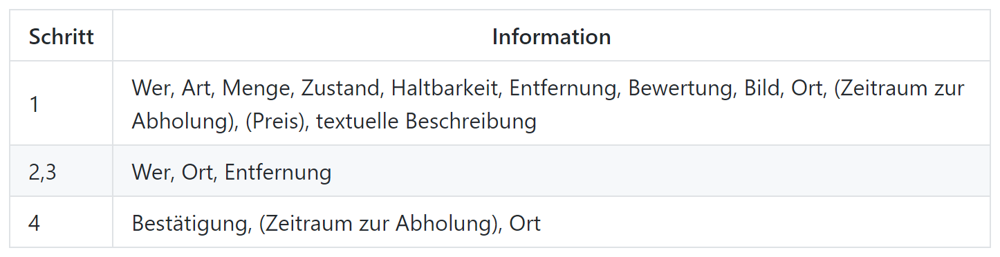 Schritt Information
1 Wer, Art, Menge, Zustand, Haltbarkeit, Entfernung, Bewertung, Bild, Ort, (Zeitraum zur
Abholung), (Preis), textuelle Beschreibung
2,3 Wer, Ort, Entfernung
4 Bestätigung, (Zeitraum zur Abholung), Ort